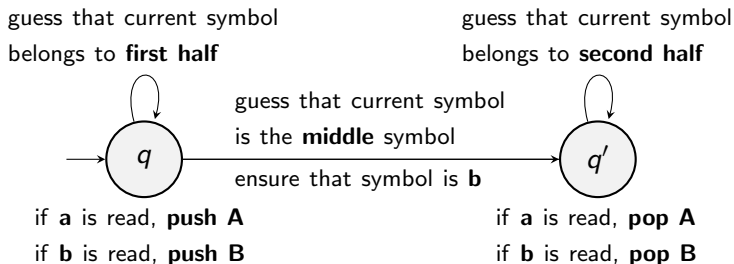 guess that current symbol
belongs to first half
guess that current symbol
belongs to second half
guess that current symbol
is the middle symbol
ensure that symbol is b
q
q′
if a is read, push A
if b is read, push B
if a is read, pop A
if b is read, pop B